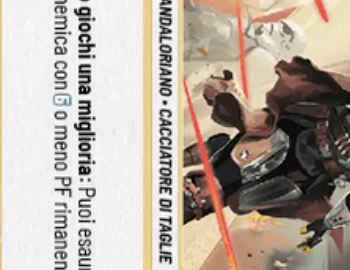 ANDALORIANO • CACCIATORE DI TAGLIE
giochi una miglioria: Puoi esau
nemica con 6 o meno PF rimanen